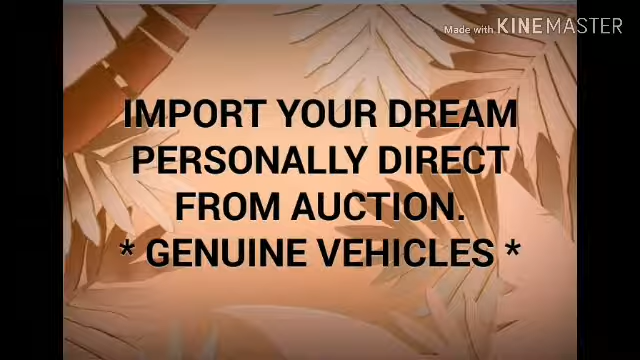 Made with KINEMASTER
IMPORT YOUR DREAM
PERSONALLY DIRECT
FROM AUCTION.
* GENUINE VEHICLES *